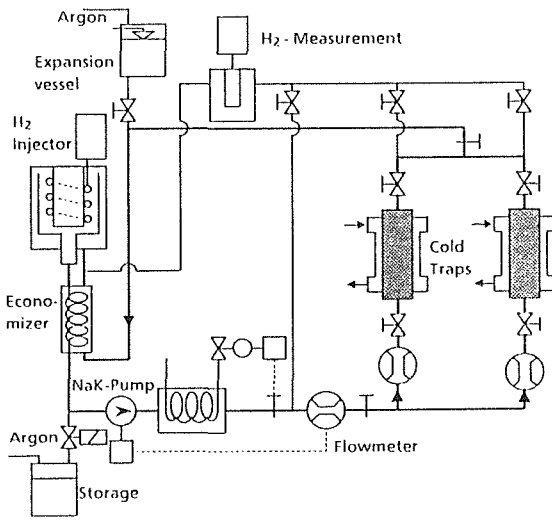 Argon
Expansion
vessel
H2 - Measurement
H2
Injector
Econo-
mizer
Cold
Traps
NaK-Pump
Argon
Flowmeter
Storage